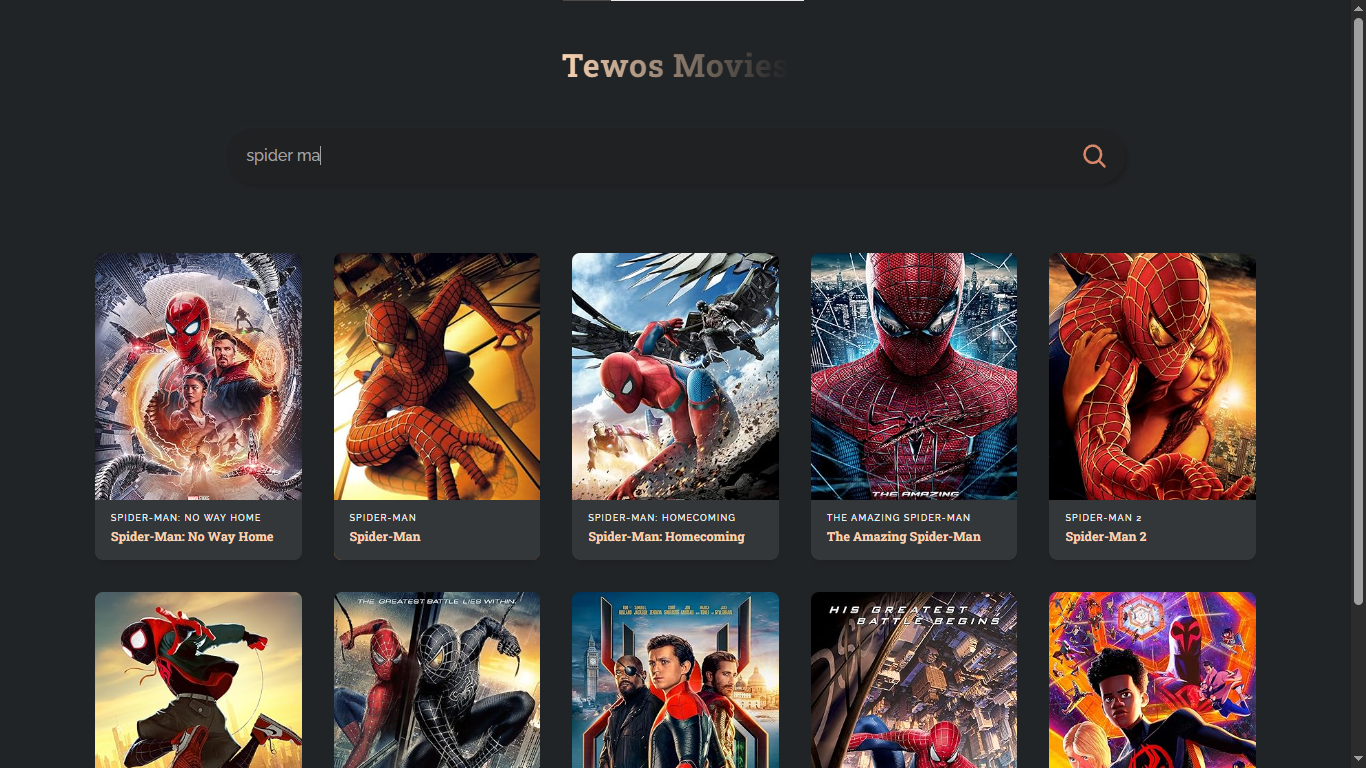 Tewos Movies
spider ma
THE AMAZING
SPIDER-MAN: NO WAY HOME
Spider-Man: No Way Home
SPIDER-MAN
Spider-Man
SPIDER-MAN: HOMECOMING
Spider-Man: Homecoming
THE AMAZING SPIDER-MAN
The Amazing Spider-Man
SPIDER-MAN 2
Spider-Man 2
THE GREATEST BATTLE LIES WITHIN.
HIS GREATEST
BATTLE BEGINS